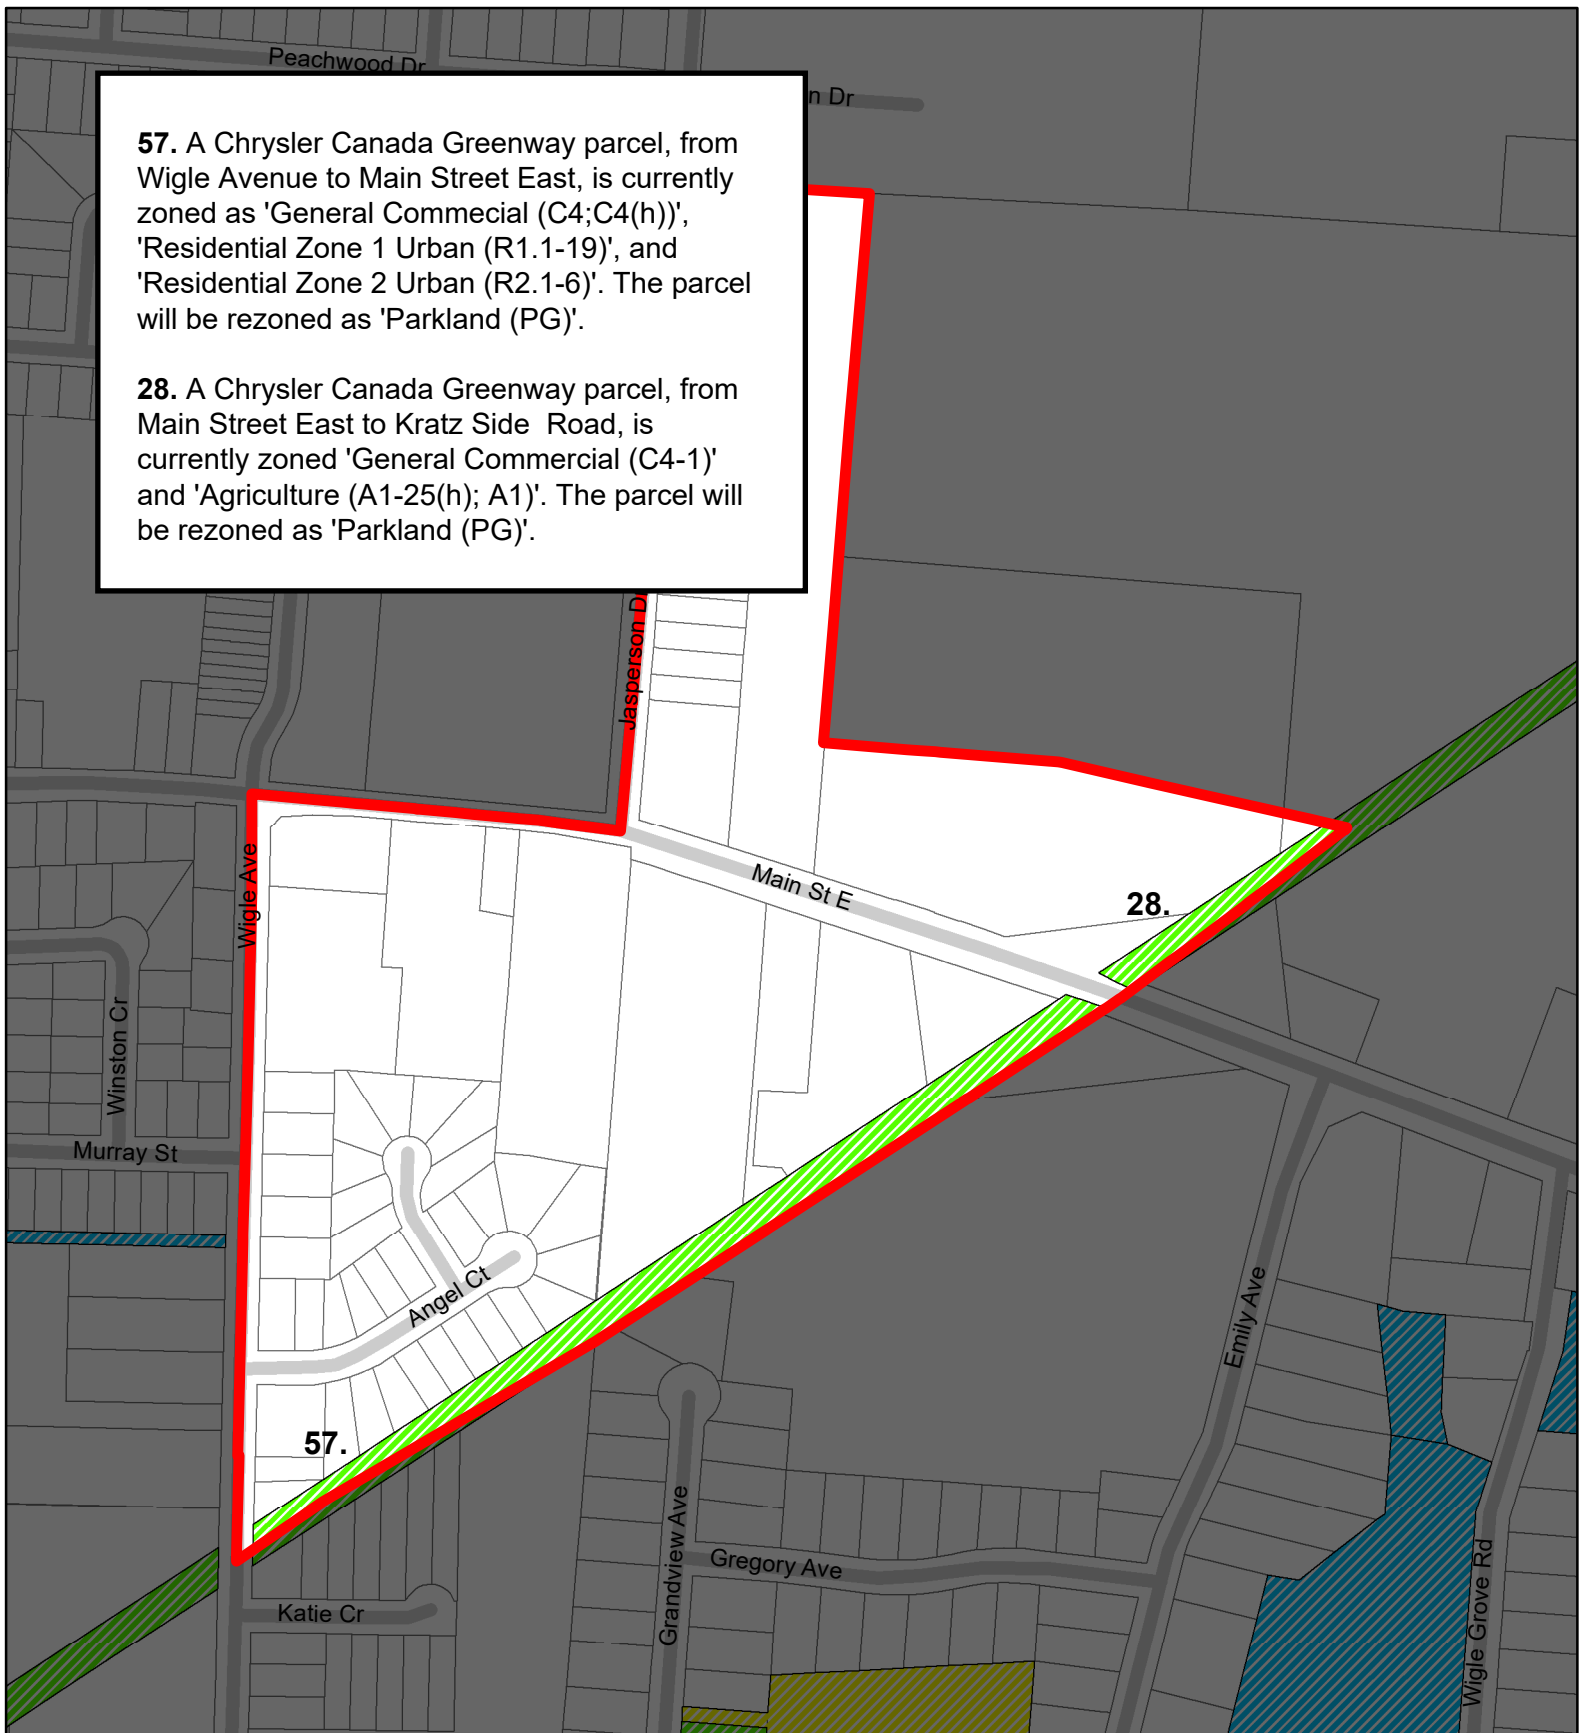 Peachwood Dr
n Dr
57. A Chrysler Canada Greenway parcel, from
Wigle Avenue to Main Street East, is currently
zoned as 'General Commecial (C4;C4(h))',
'Residential Zone 1 Urban (R1.1-19)', and
'Residential Zone 2 Urban (R2.1-6)'. The parcel
will be rezoned as 'Parkland (PG)'.
28. A Chrysler Canada Greenway parcel, from
Main Street East to Kratz Side  Road, is
currently zoned 'General Commercial (C4-1)'
and 'Agriculture (A1-25(h); A1)'. The parcel will
be rezoned as 'Parkland (PG)'.
Jasperson Dr
Wigle Ave
Main St E
28.
Winston Cr
Murray St
Angel Ct
Emily Ave
57.
Grandview Ave
Gregory Ave
Katie Cr
Wigle Grove Rd